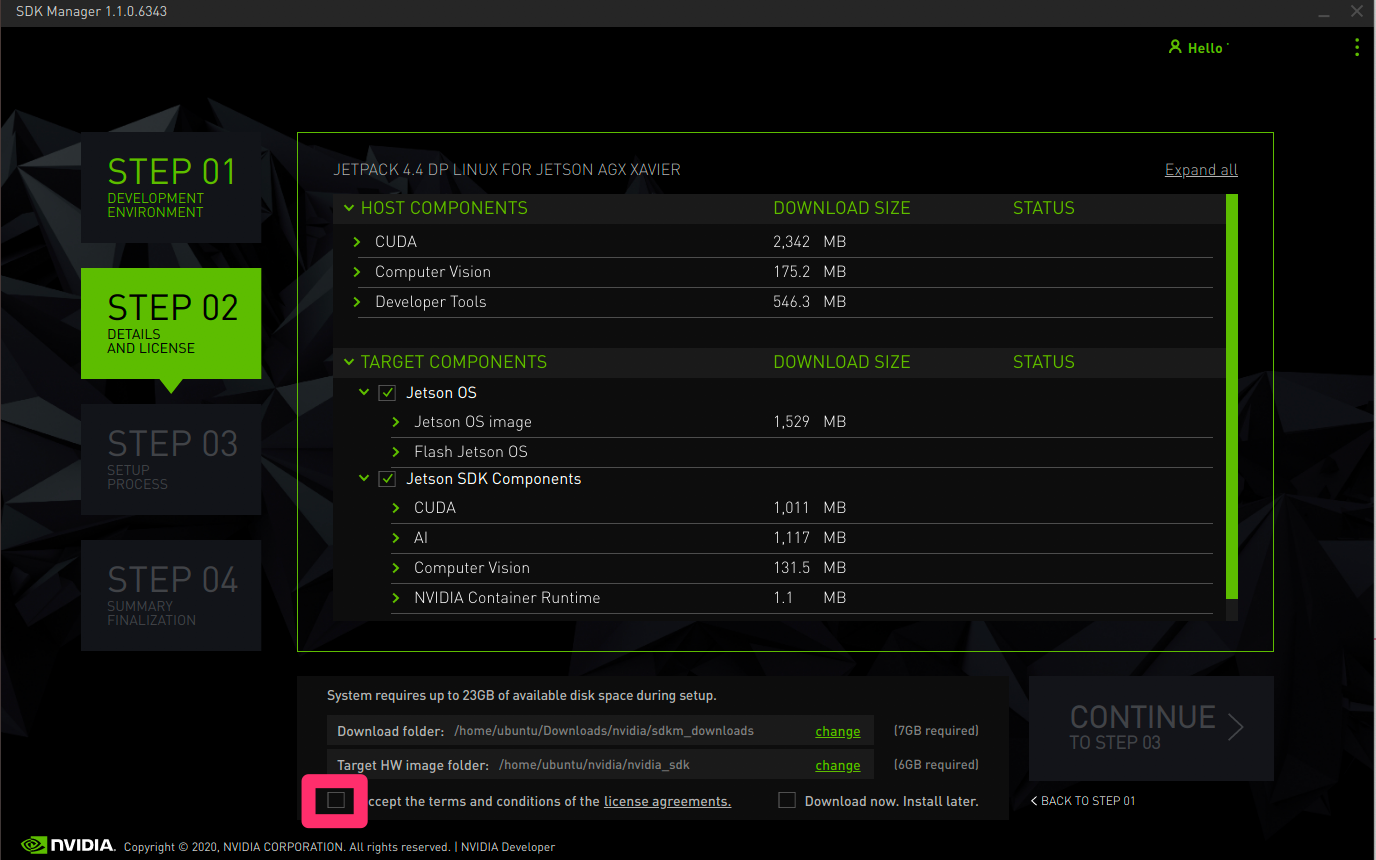 SDK Manager 1.1.0.6343
Hello
STEP 01
DEVELOPMENT
ENVIRONMENT
STEP 02
DETAILS
AND LICENSE
STEP 03
SETUP
PROCESS
STEP 04
SUMMARY
FINALIZATION
JETPACK 4.4 DP LINUX FOR JETSON AGX XAVIER Expand all
HOST COMPONENTS DOWNLOAD SIZE STATUS
CUDA 2,342 MB
Computer Vision 175.2 MB
Developer Tools 546.3 MB
TARGET COMPONENTS DOWNLOAD SIZE STATUS
Jetson OS
Jetson OS image 1,529 MB
Flash Jetson OS
Jetson SDK Components
CUDA 1,011 MB
AI 1,117 MB
Computer Vision 131.5 MB
NVIDIA Container Runtime 1.1 MB
System requires up to 23GB of available disk space during setup.
Download folder: /home/ubuntu/Downloads/nvidia/sdkm_downloads change (7GB required)
Target HW image folder: /home/ubuntu/nvidia/nvidia_sdk change (6GB required)
ccept the terms and conditions of the license agreements. Download now. Install later.
CONTINUE
TO STEP 03
< BACK TO STEP 01
NVIDIA. Copyright © 2020, NVIDIA CORPORATION. All rights reserved. | NVIDIA Developer